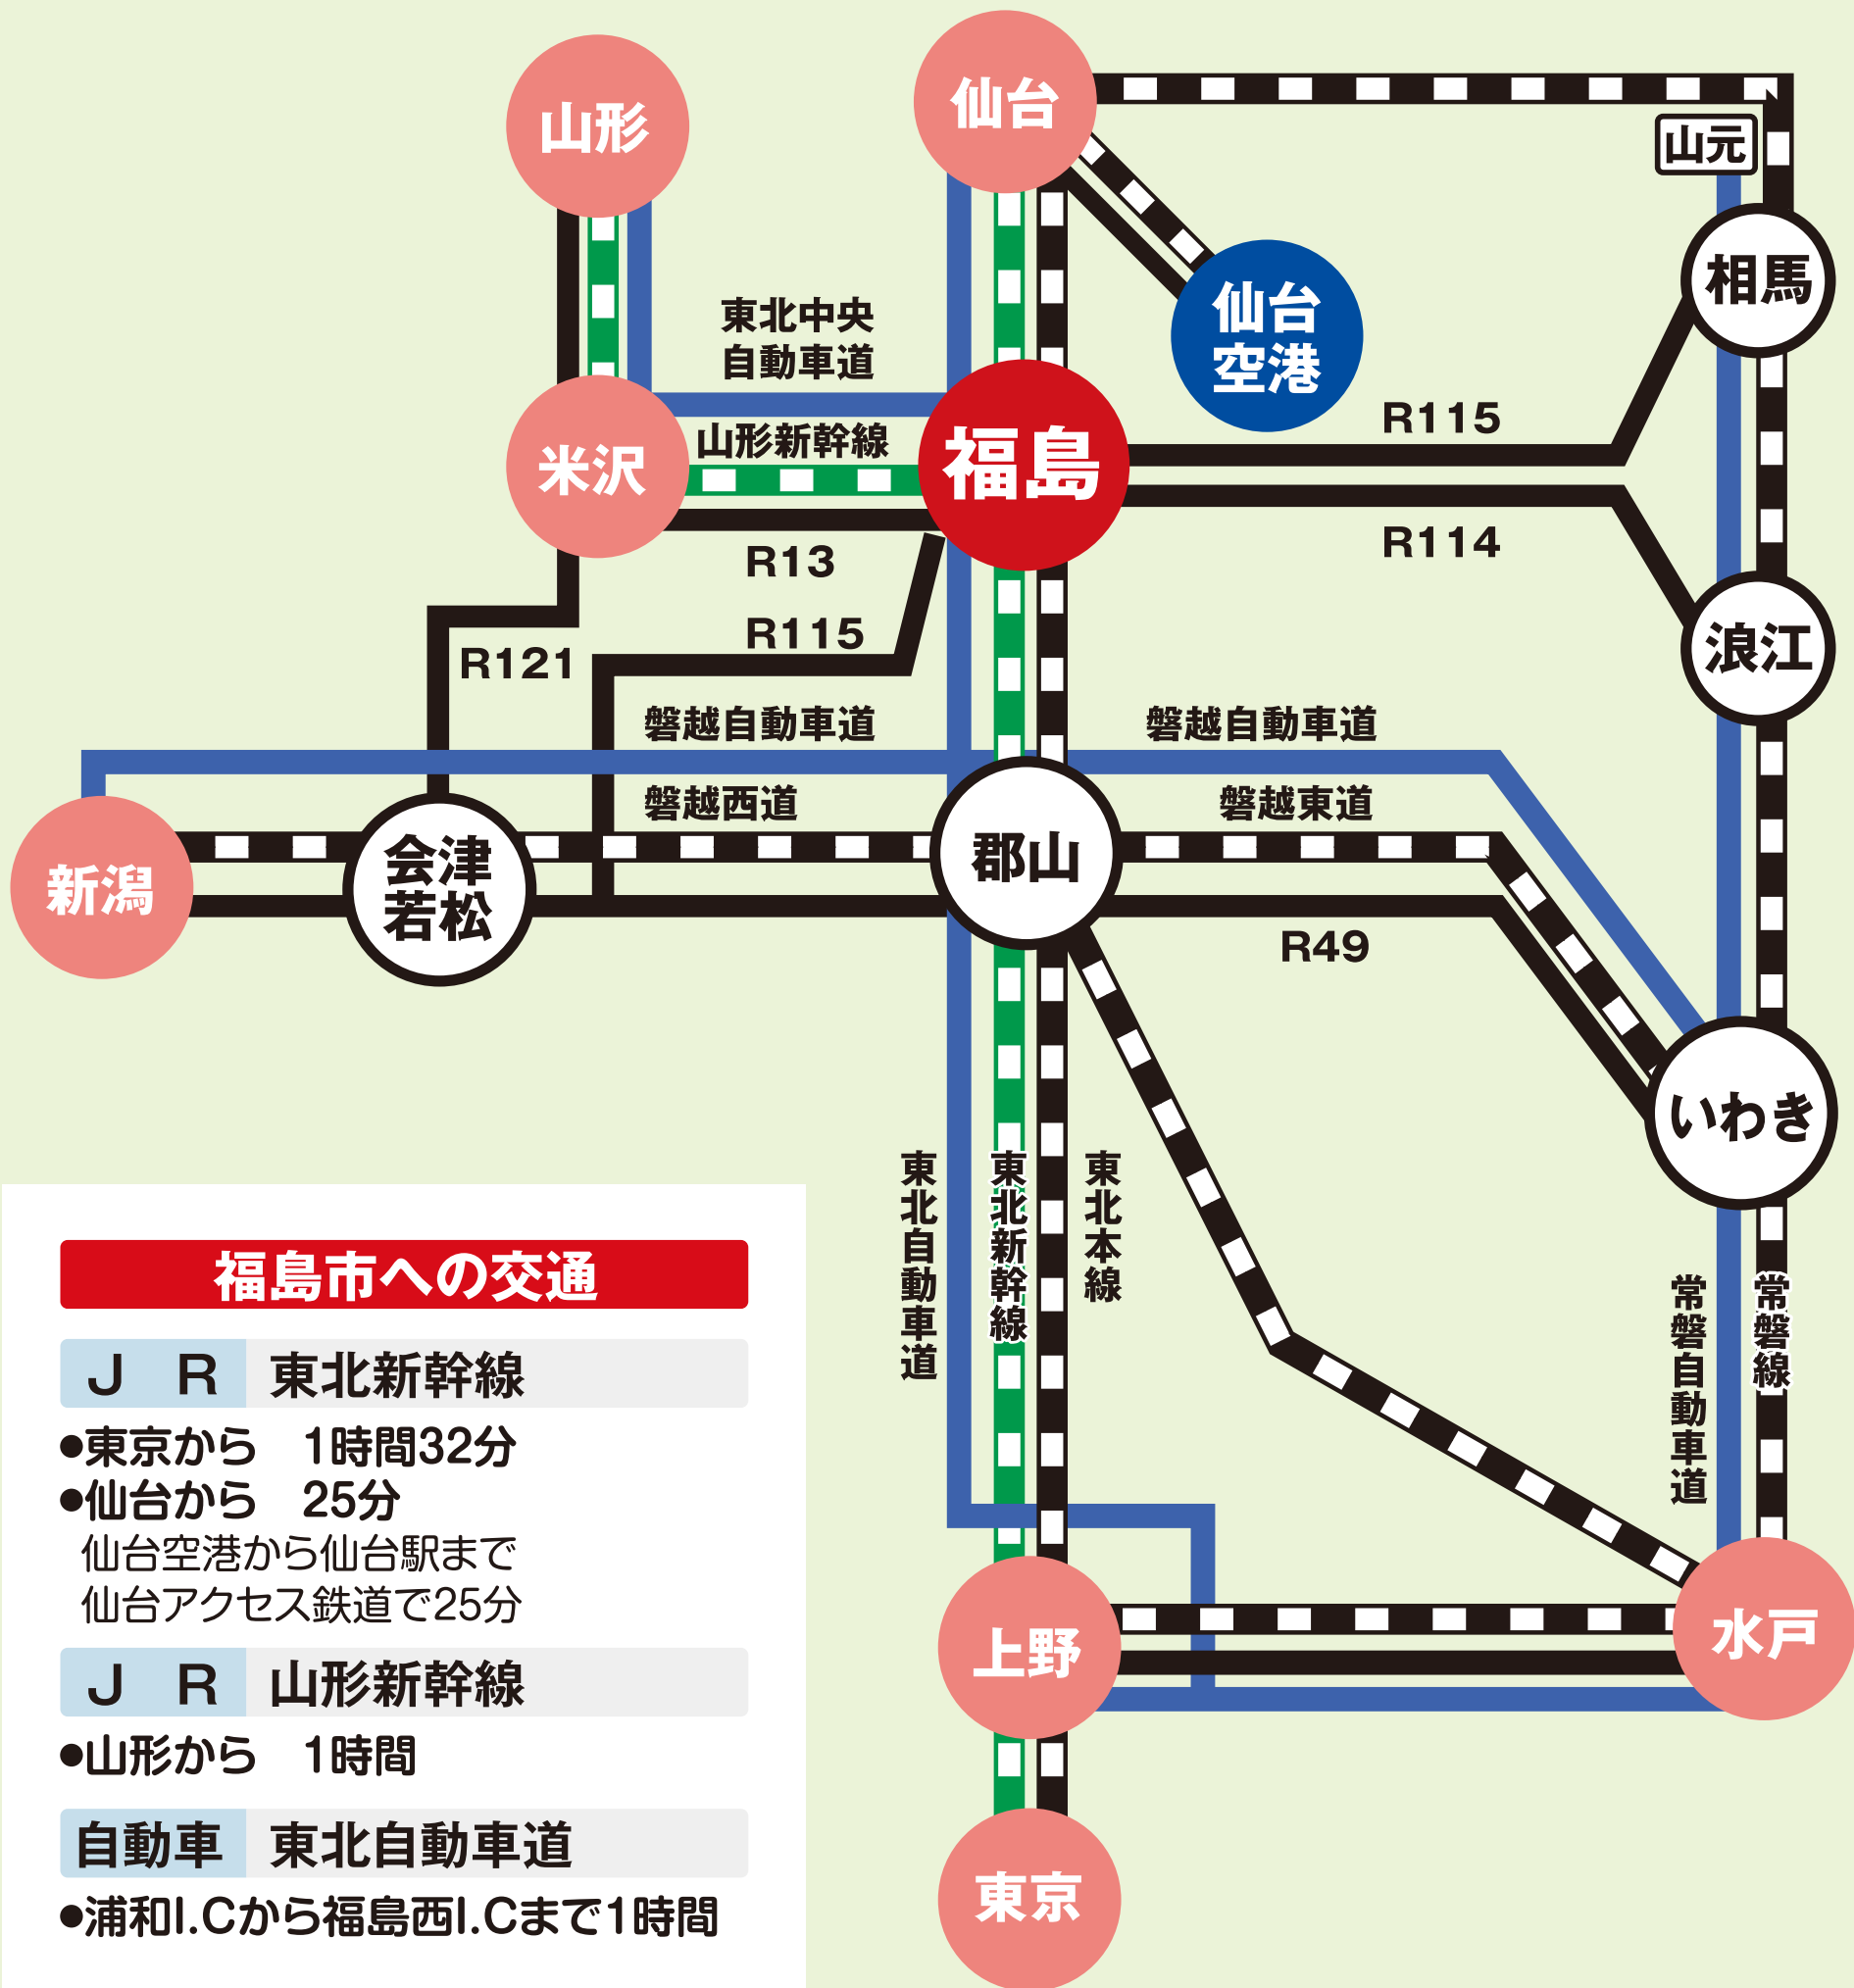 仙台
山形
山元
相馬
仙台
空港
東北中央
自動車道
R115
山形新幹線
福島
米沢
R114
R13
R115
R121
浪江
磐越自動車道
磐越自動車道
磐越西道
磐越東道
会津
若松
郡山
新潟
R49
いわき
東北自動車道
東北新幹線
東北本線
常磐自動車道
常磐線
水戸
上野
東京
福島市への交通
J R 東北新幹線
●東京から 1時間32分
●仙台から 25分
仙台空港から仙台駅まで
仙台アクセス鉄道で25分
J R 山形新幹線
●山形から 1時間
自動車 東北自動車道
●浦和I.Cから福島西I.Cまで1時間